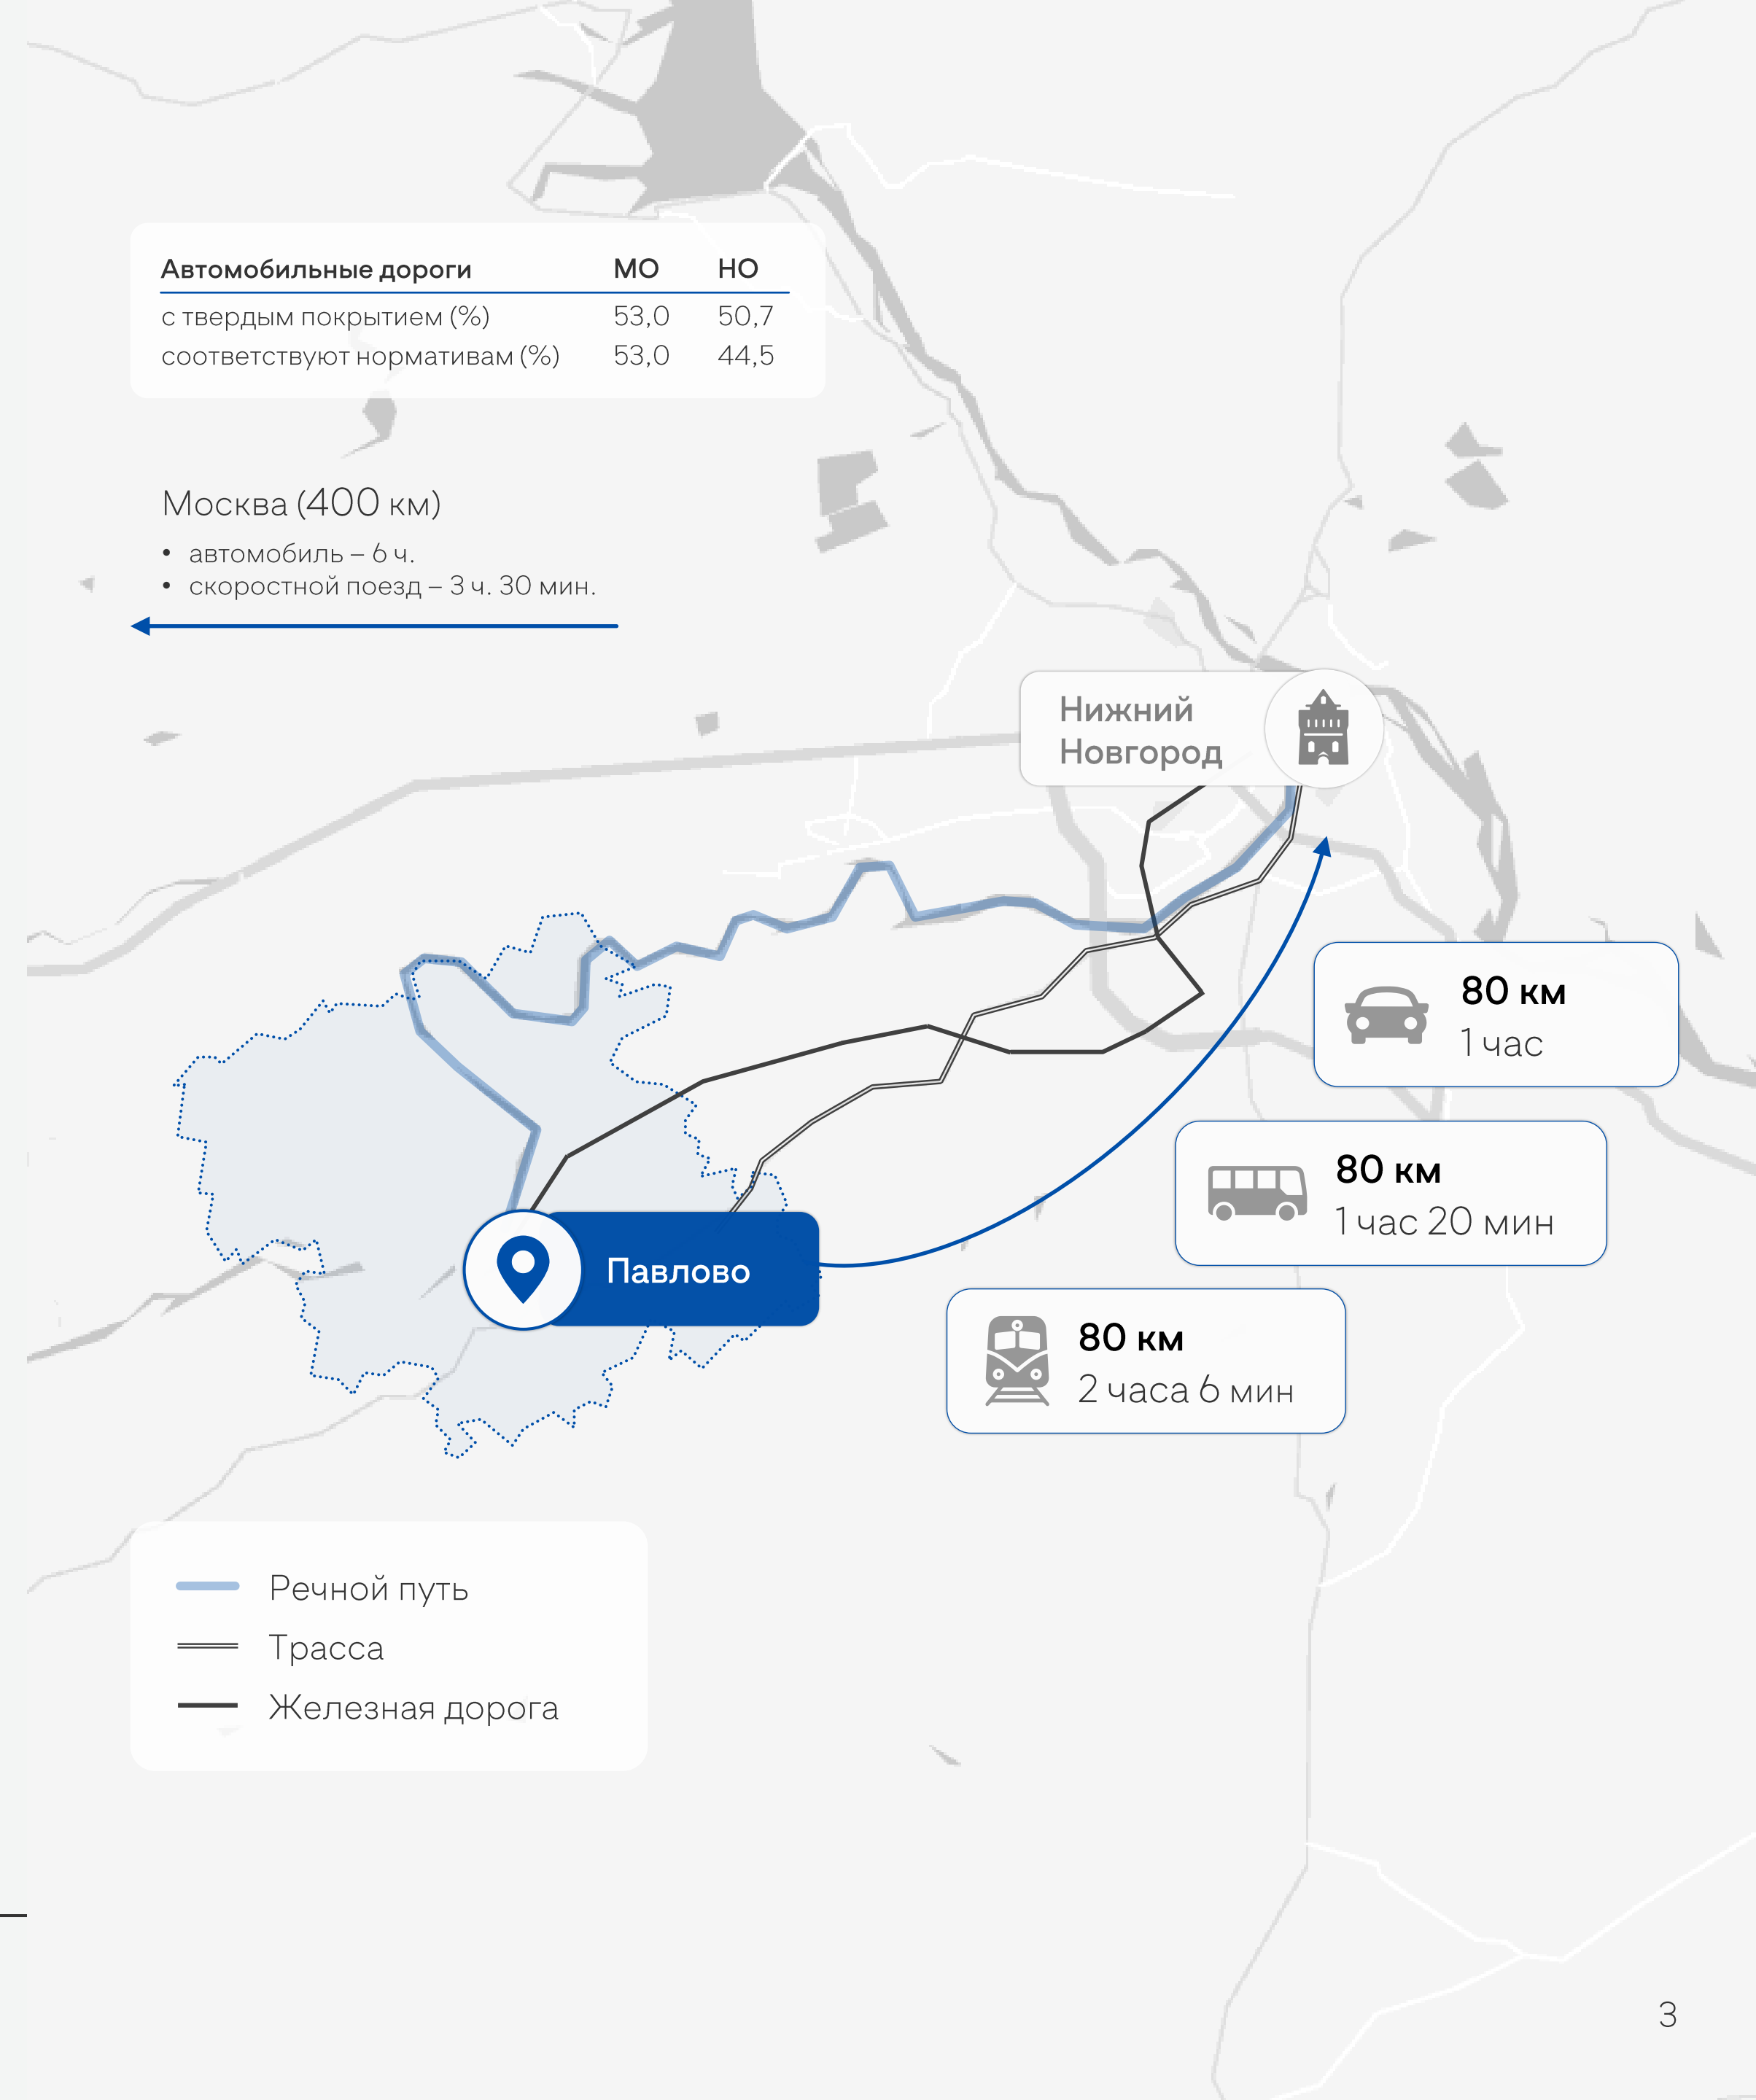 Автомобильные дороги МО НО
с твердым покрытием (%) 53,0 50,7
соответствуют нормативам (%) 53,0 44,5
Москва (400 км)
• автомобиль – 6 ч.
• скоростной поезд – 3 ч. 30 мин.
Нижний
Новгород
80 км
1 час
80 км
1 час 20 мин
Павлово
80 км
2 часа 6 мин
Речной путь
Трасса
Железная дорога
3